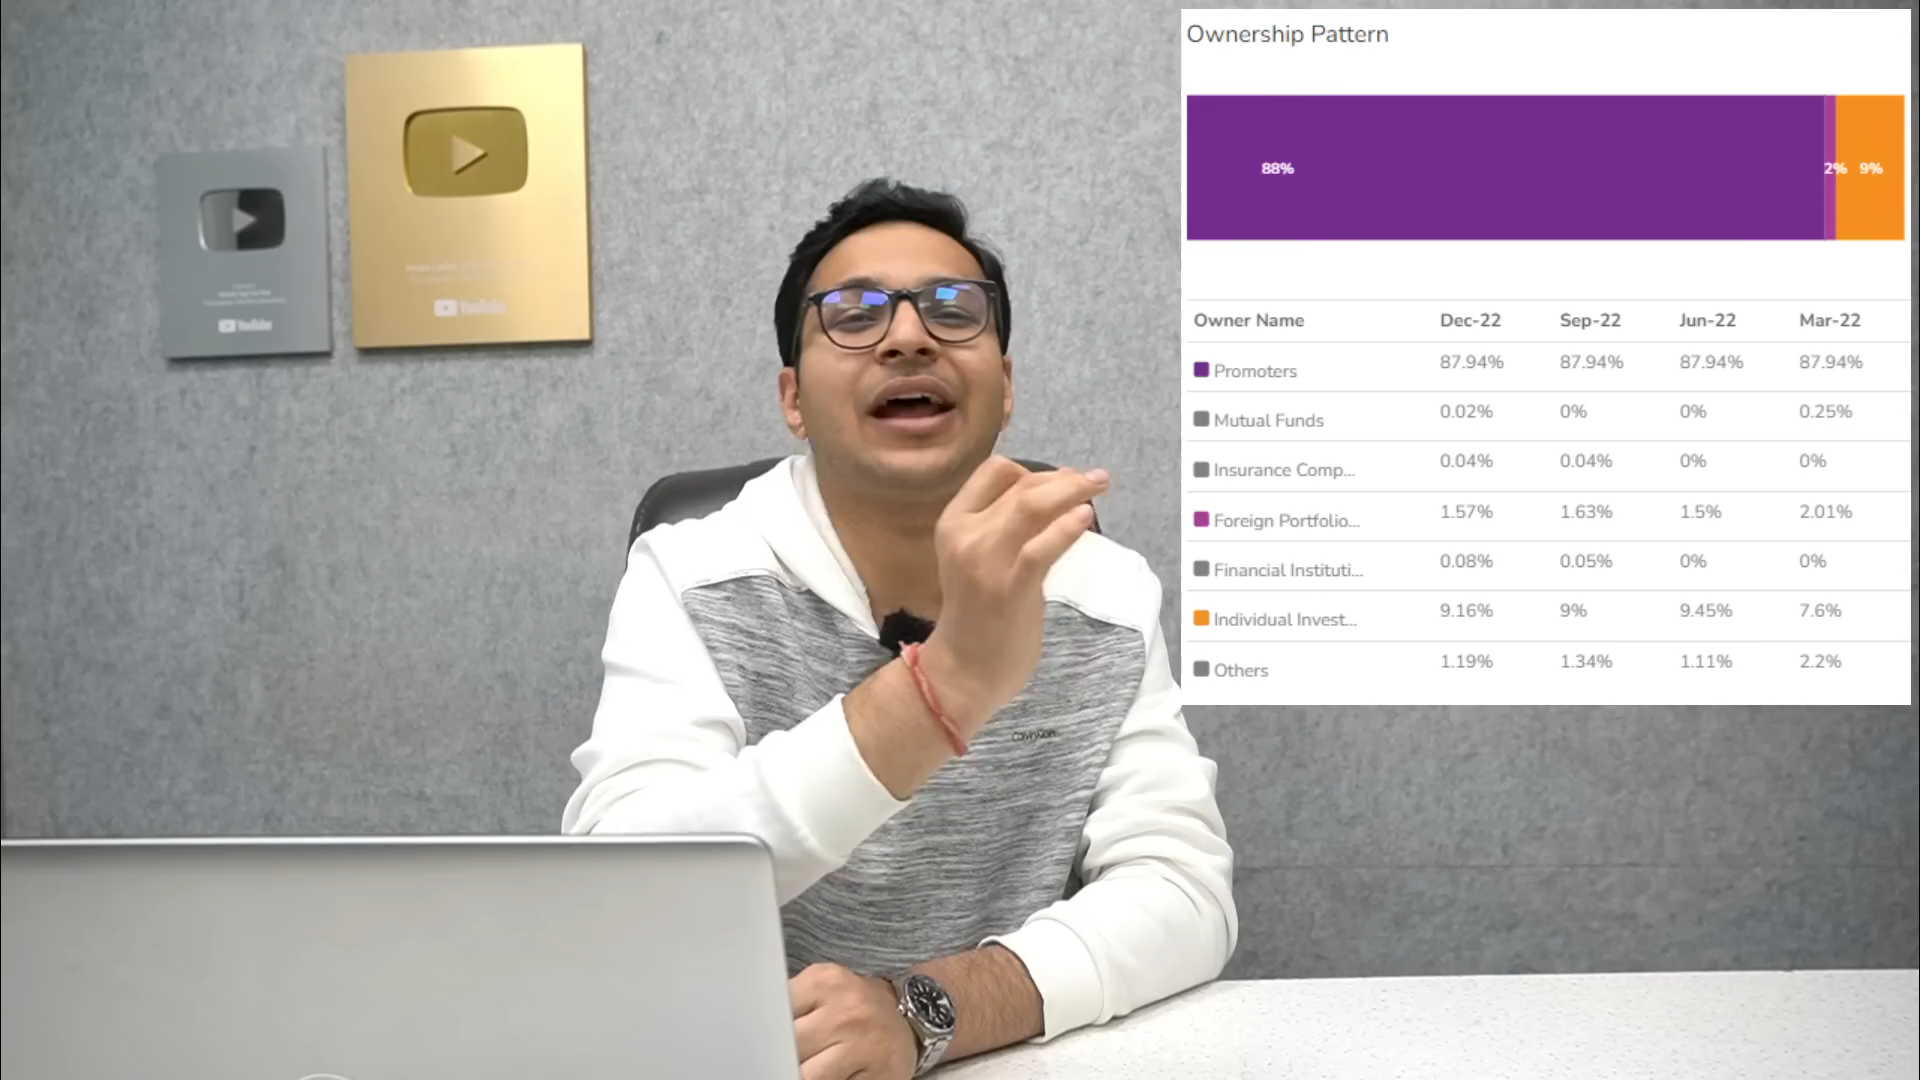 Ownership Pattern
88% 2% 9%
Owner Name Dec-22 Sep-22 Jun-22 Mar-22
Promoters 87.94% 87.94% 87.94% 87.94%
Mutual Funds 0.02% 0% 0% 0.25%
Insurance Comp... 0.04% 0.04% 0% 0%
Foreign Portfolio... 1.57% 1.63% 1.5% 2.01%
Financial Instituti... 0.08% 0.05% 0% 0%
Individual Invest... 9.16% 9% 9.45% 7.6%
Others 1.19% 1.34% 1.11% 2.2%
YouTube
YouTube
Calvin Klein